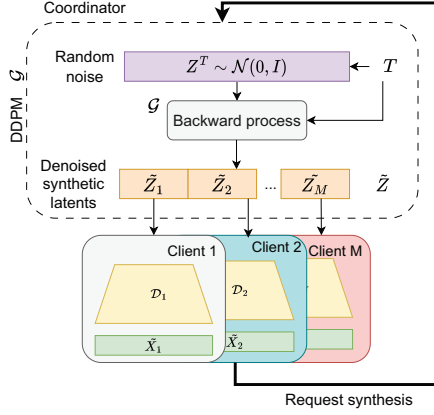 Coordinator
DDPM 𝒢
Random
noise
Z^T ∼ 𝒩(0, I)
T
𝒢
Backward process
Denoised
synthetic
latents
Z̃_1 Z̃_2 ... Z̃_M Z̃
Client 1 Client 2 Client M
𝒟_1 𝒟_2
X̃_1 X̃_2
Request synthesis